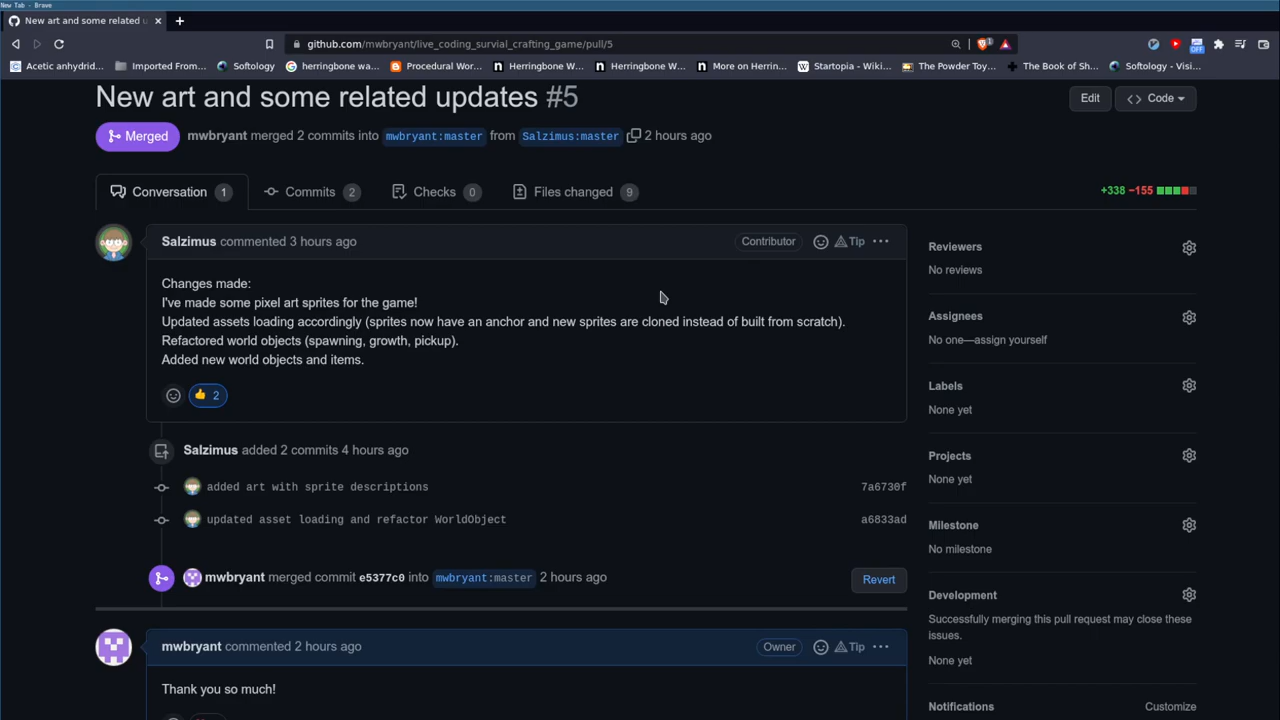 New Tab - Brave
New art and some related u
github.com/mwbryant/live_coding_survial_crafting_game/pull/5
OFF
Acetic anhydrid...
Imported From...
Softology
herringbone wa...
Procedural Wor...
Herringbone W...
Herringbone W...
More on Herrin...
Startopia - Wiki...
The Powder Toy...
The Book of Sh...
Softology - Visi...
New art and some related updates #5
Edit
Code
Merged
mwbryant merged 2 commits into mwbryant:master from Salzimus:master 2 hours ago
Conversation 1
Commits 2
Checks 0
Files changed 9
+338 −155
Salzimus commented 3 hours ago
Contributor
Tip
Changes made:
I've made some pixel art sprites for the game!
Updated assets loading accordingly (sprites now have an anchor and new sprites are cloned instead of built from scratch).
Refactored world objects (spawning, growth, pickup).
Added new world objects and items.
2
Salzimus added 2 commits 4 hours ago
added art with sprite descriptions 7a6730f
updated asset loading and refactor WorldObject a6833ad
mwbryant merged commit e5377c0 into mwbryant:master 2 hours ago
Revert
mwbryant commented 2 hours ago
Owner
Tip
Thank you so much!
Reviewers
No reviews
Assignees
No one—assign yourself
Labels
None yet
Projects
None yet
Milestone
No milestone
Development
Successfully merging this pull request may close these
issues.
None yet
Notifications
Customize